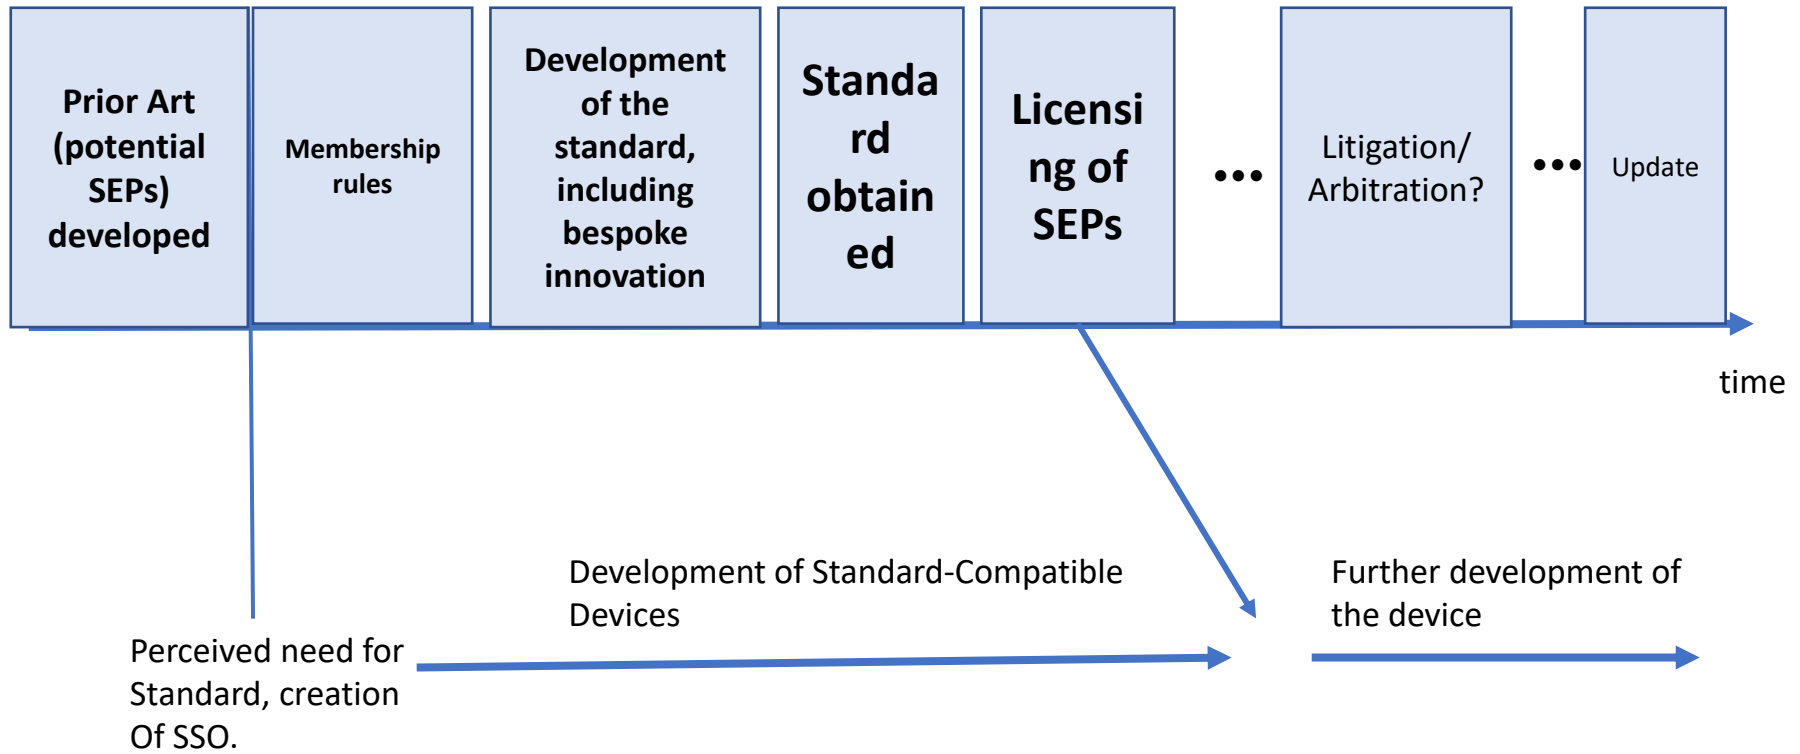 Prior Art
(potential
SEPs)
developed
Membership
rules
Development
of the
standard,
including
bespoke
innovation
Standa
rd
obtain
ed
Licensi
ng of
SEPs
...
Litigation/
Arbitration?
...
Update
time
Development of Standard-Compatible
Devices
Further development of
the device
Perceived need for
Standard, creation
Of SSO.